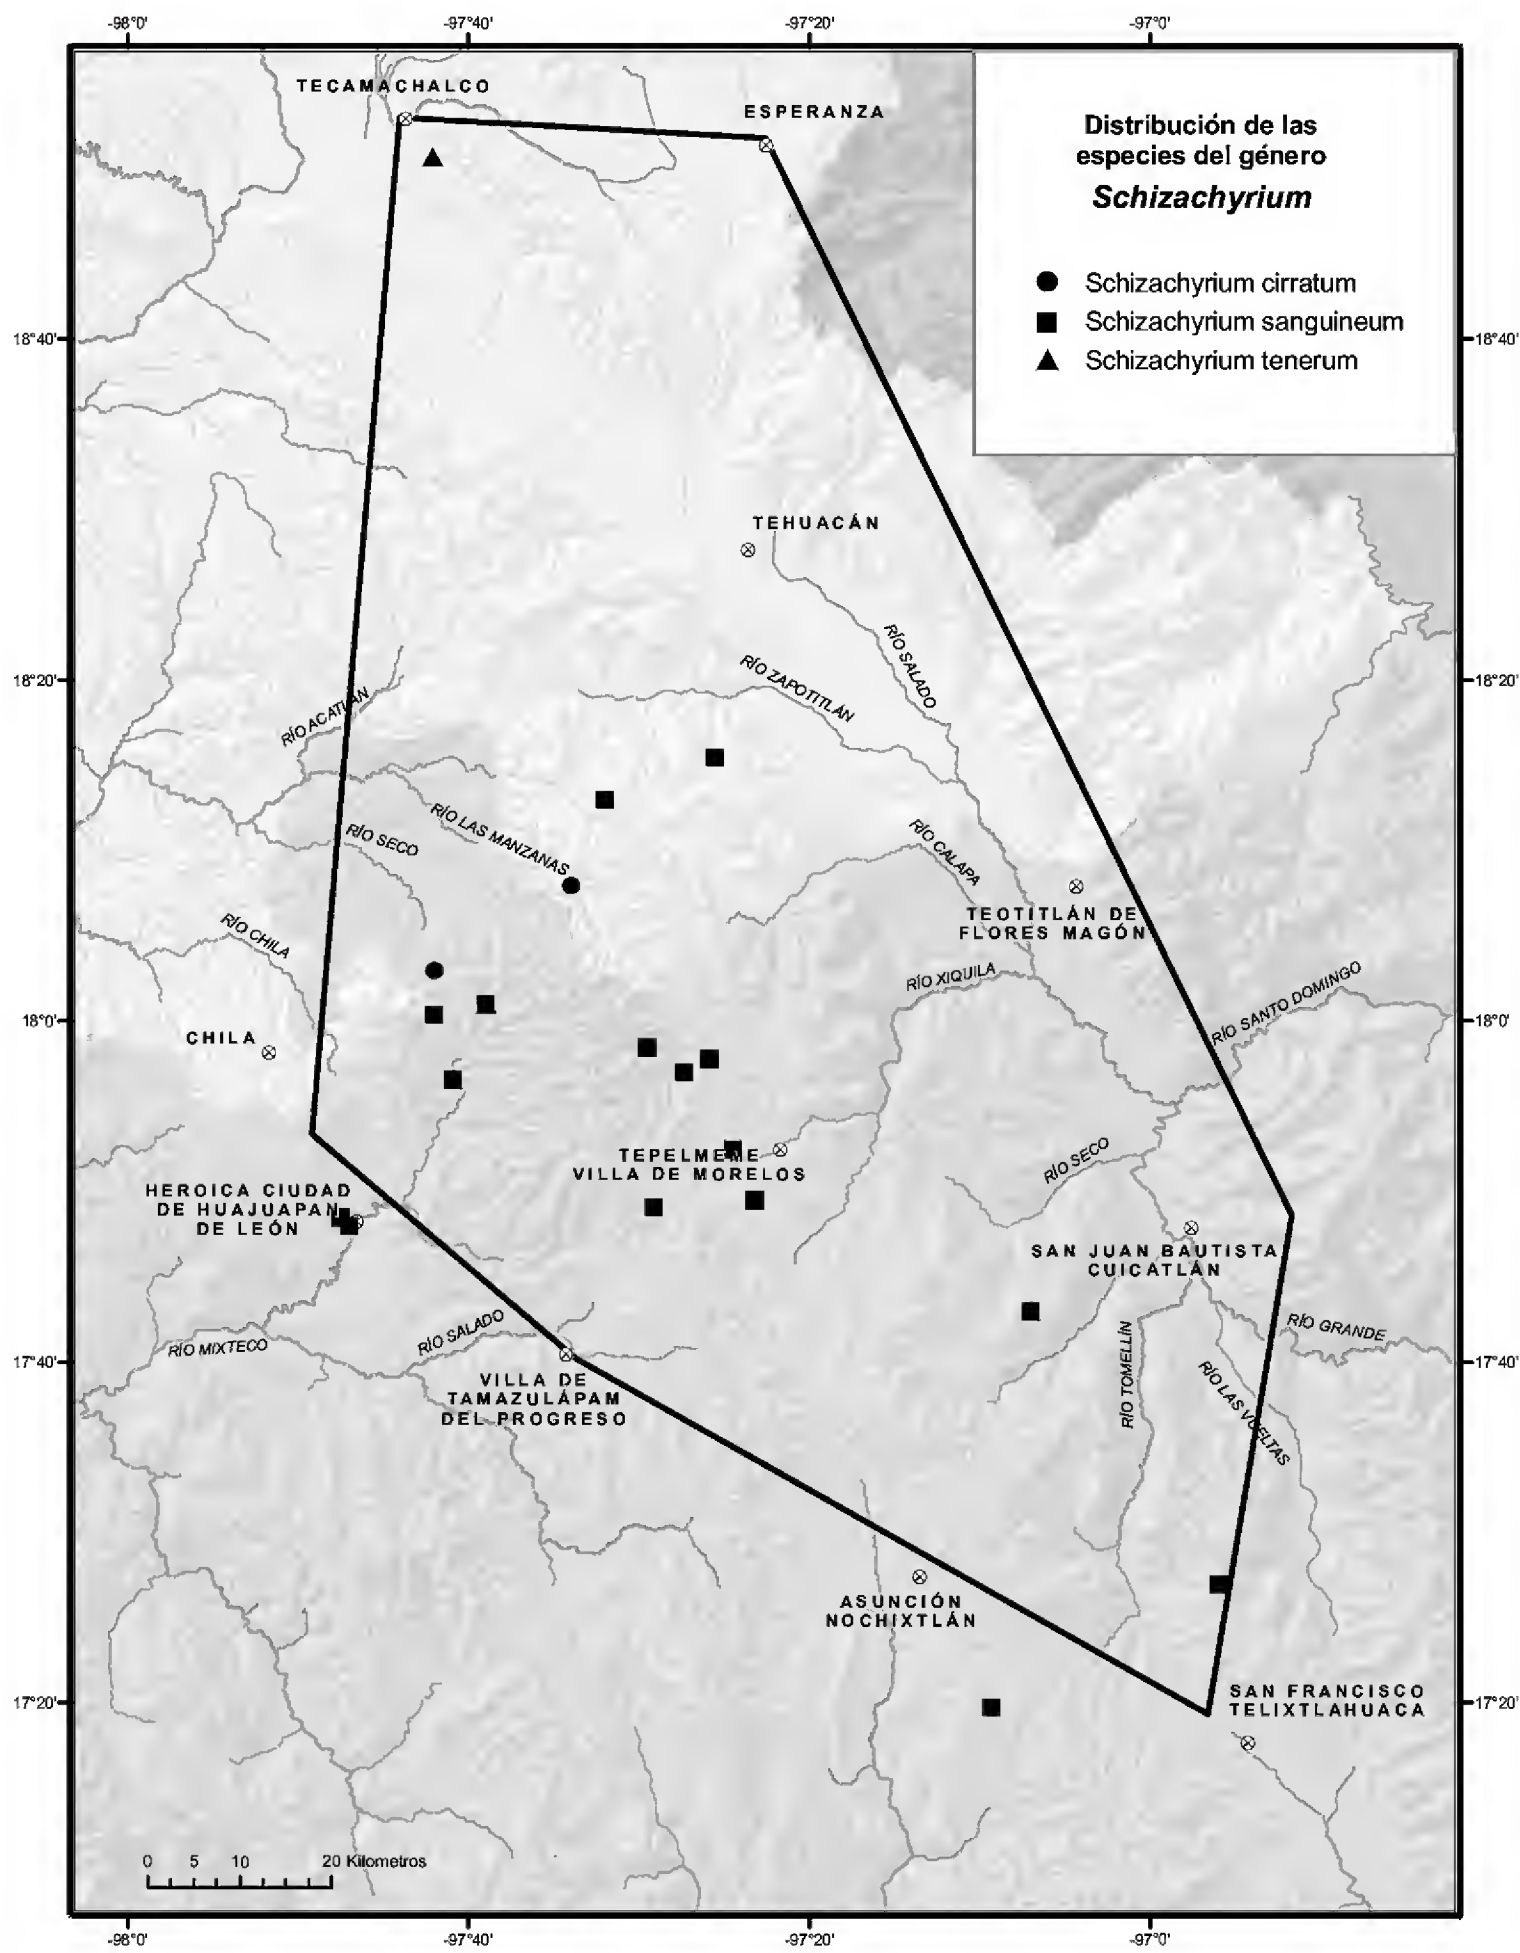 -98°0'
-97°40'
-97°20'
-97°0'
TECAMACHALCO
ESPERANZA
Distribución de las
especies del género
Schizachyrium
Schizachyrium cirratum
Schizachyrium sanguineum
Schizachyrium tenerum
18°40'
18°40'
TEHUACÁN
RÍO SALADO
RÍO ZAPOTITLÁN
18°20'
18°20'
RÍO ACATLÁN
RÍO LAS MANZANAS
RÍO SECO
RÍO CALAPA
TEOTITLÁN DE
FLORES MAGÓN
RÍO CHILA
RÍO XIQUILA
RÍO SANTO DOMINGO
18°0'
18°0'
CHILA
TEPELMEME
VILLA DE MORELOS
RÍO SECO
HEROICA CIUDAD
DE HUAJUAPAN
DE LEÓN
SAN JUAN BAUTISTA
CUICATLÁN
RÍO GRANDE
RÍO SALADO
RÍO MIXTECO
17°40'
17°40'
RÍO TOMELLÍN
RÍO LAS VUELTAS
VILLA DE
TAMAZULÁPAM
DEL PROGRESO
ASUNCIÓN
NOCHIXTLÁN
17°20'
17°20'
SAN FRANCISCO
TELIXTLAHUACA
0 5 10 20 Kilometros
-98°0'
-97°40'
-97°20'
-97°0'